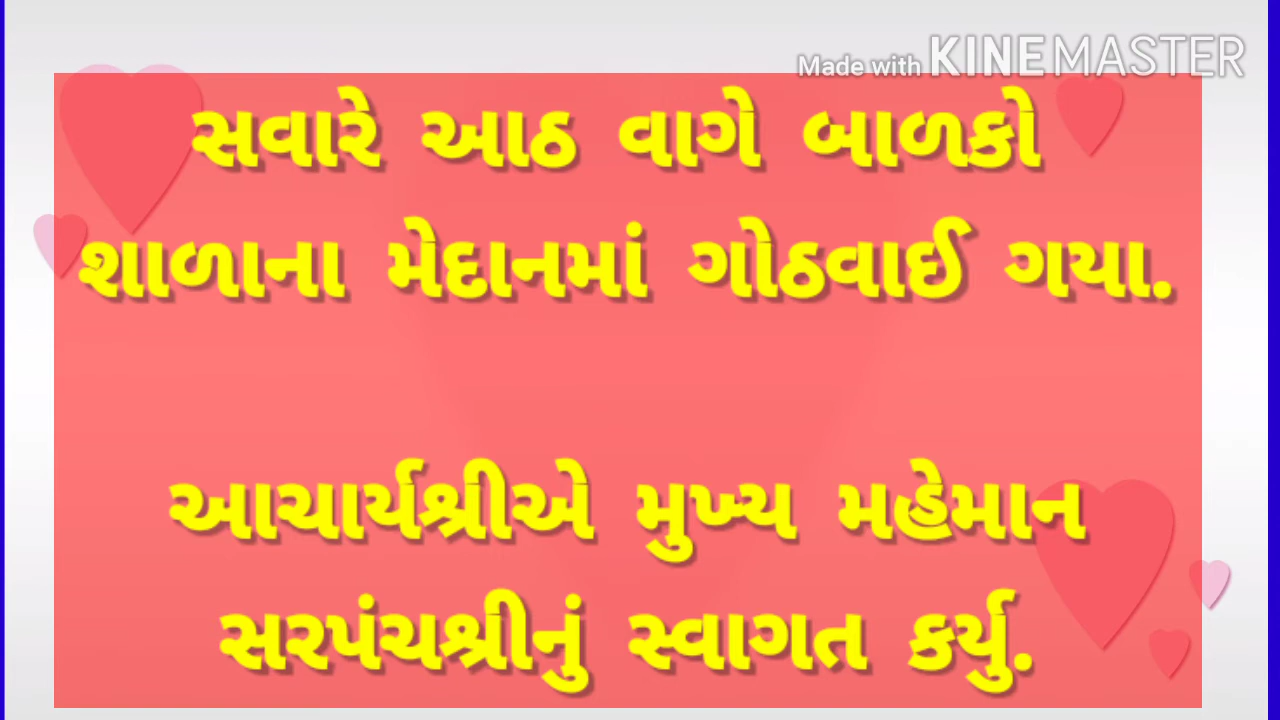 Made with KINEMASTER
સવારે આઠ વાગે બાળકો
શાળાના મેદાનમાં ગોઠવાઈ ગયા.
આચાર્યશ્રીએ મુખ્ય મહેમાન
સરપંચશ્રીનું સ્વાગત કર્યુ.